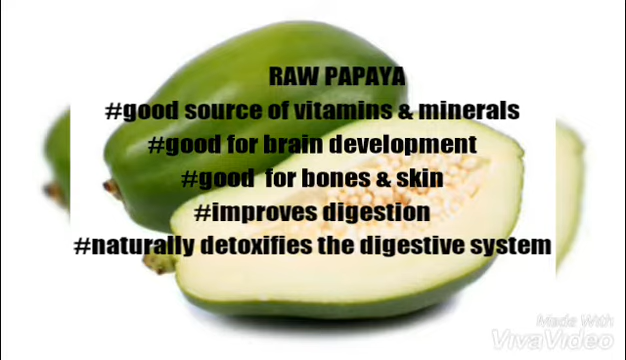 RAW PAPAYA
#good source of vitamins & minerals
#good for brain development
#good for bones & skin
#improves digestion
#naturally detoxifies the digestive system
Made With
VivaVideo